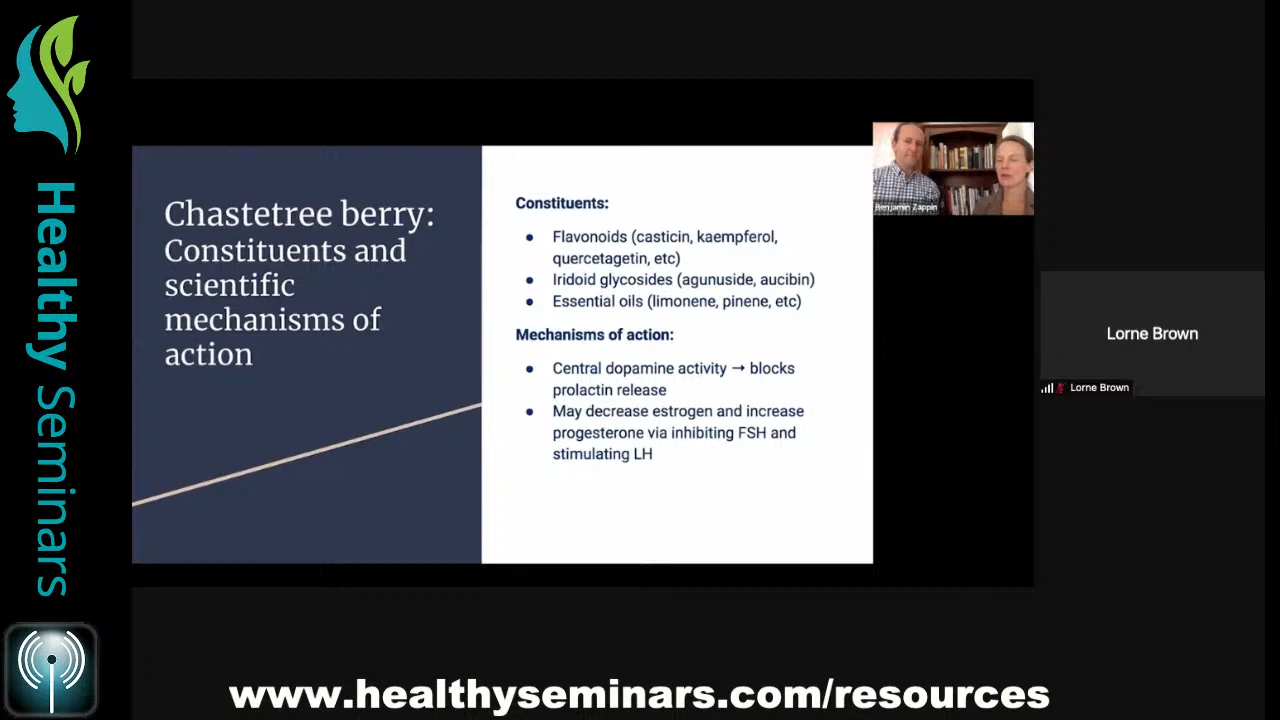 Healthy Seminars
Chastetree berry:
Constituents and
scientific
mechanisms of
action
Constituents:
● Flavonoids (casticin, kaempferol,
quercetagetin, etc)
● Iridoid glycosides (agunuside, aucibin)
● Essential oils (limonene, pinene, etc)
Mechanisms of action:
● Central dopamine activity → blocks
prolactin release
● May decrease estrogen and increase
progesterone via inhibiting FSH and
stimulating LH
Benjamin Zappin
Lorne Brown
Lorne Brown
www.healthyseminars.com/resources